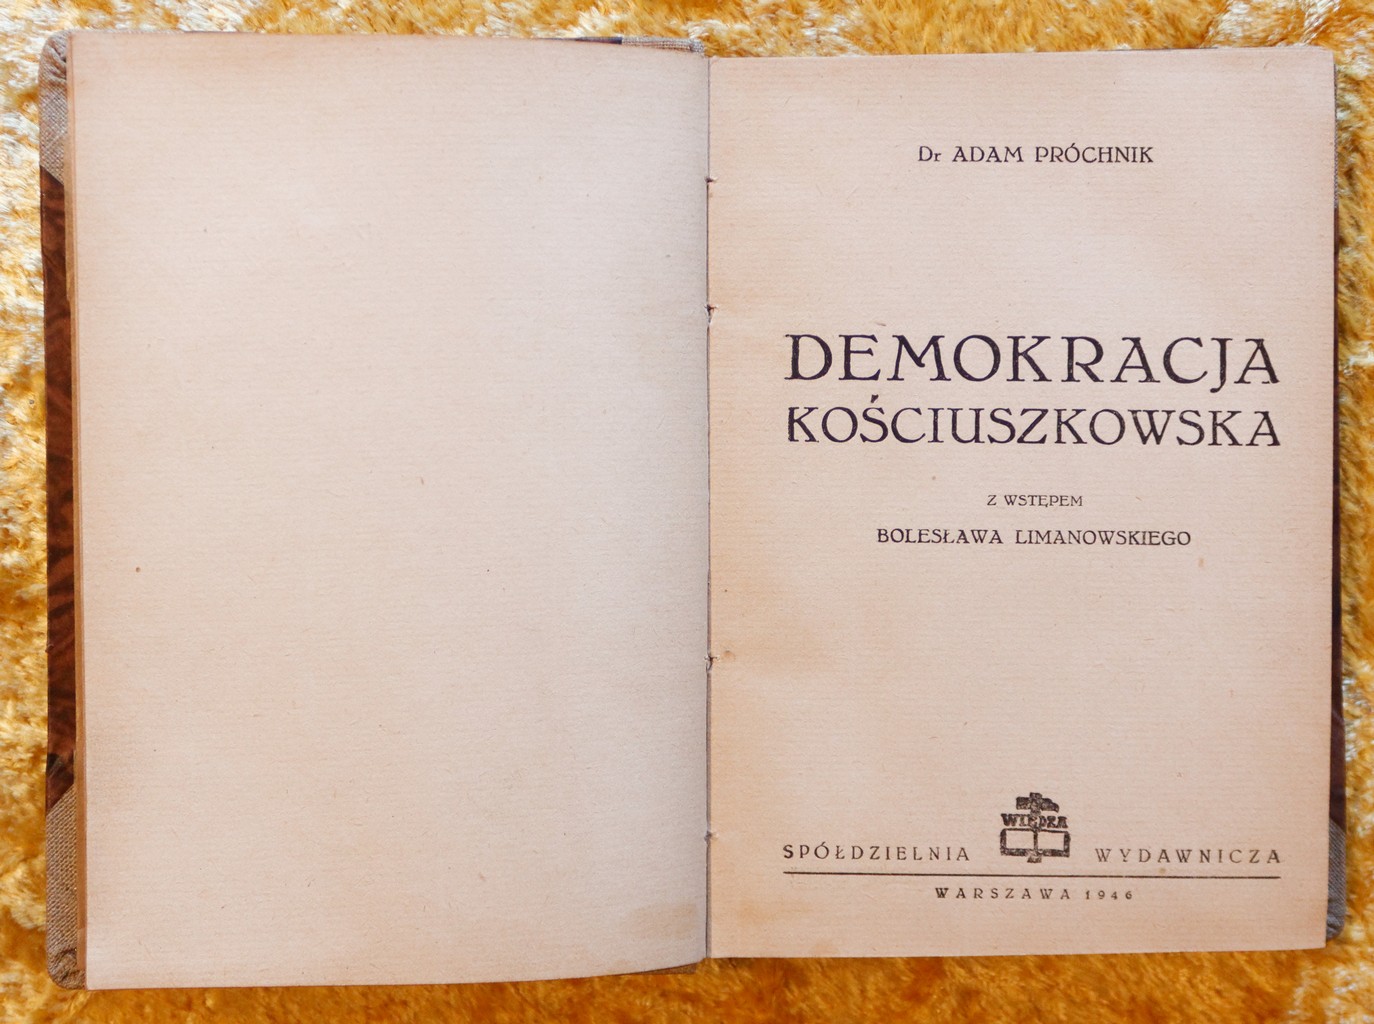 Dr ADAM PRÓCHNIK
DEMOKRACJA
KOŚCIUSZKOWSKA
Z WSTĘPEM
BOLESŁAWA LIMANOWSKIEGO
WIEDZA
SPÓŁDZIELNIA WYDAWNICZA
WARSZAWA 1946